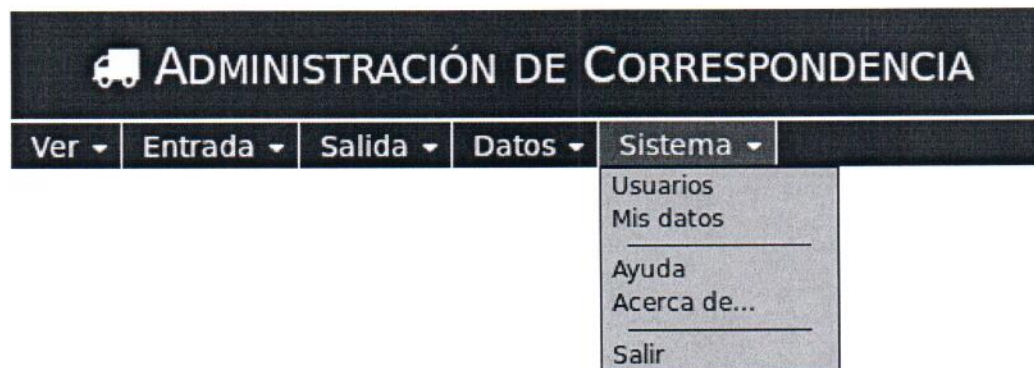 ADMINISTRACIÓN DE CORRESPONDENCIA
Ver Entrada Salida Datos Sistema
Usuarios
Mis datos
Ayuda
Acerca de...
Salir